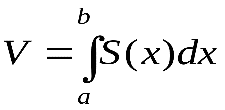 V = ∫_a^b S(x)dx